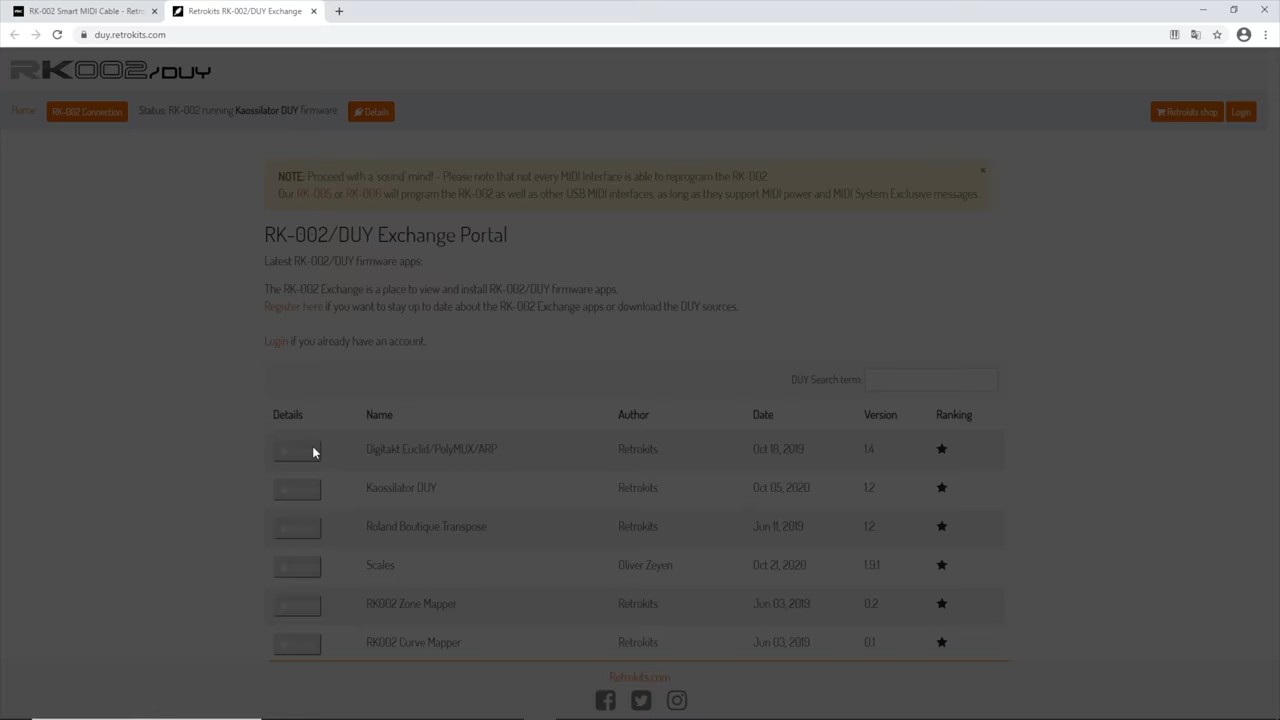 RK-002 Smart MIDI Cable - Retro
Retrokits RK-002/DUY Exchange
duy.retrokits.com
RK002/DUY
Home
RK-002 Connection
Status: RK-002 running Kaossilator DUY firmware
Details
Retrokits shop
Login
NOTE: Proceed with a 'sound' mind! - Please note that not every MIDI Interface is able to reprogram the RK-002.
Our RK-005 or RK-006 will program the RK-002 as well as other USB MIDI interfaces, as long as they support MIDI power and MIDI System Exclusive messages.
RK-002/DUY Exchange Portal
Latest RK-002/DUY firmware apps:
The RK-002 Exchange is a place to view and install RK-002/DUY firmware apps.
Register here if you want to stay up to date about the RK-002 Exchange apps or download the DUY sources.
Login if you already have an account.
DUY Search term:
Details Name Author Date Version Ranking
Digitakt Euclid/PolyMUX/ARP Retrokits Oct 18, 2019 1.4
Kaossilator DUY Retrokits Oct 05, 2020 1.2
Roland Boutique Transpose Retrokits Jun 11, 2019 1.2
Scales Oliver Zeyen Oct 21, 2020 1.9.1
RK002 Zone Mapper Retrokits Jun 03, 2019 0.2
RK002 Curve Mapper Retrokits Jun 03, 2019 0.1
Retrokits.com